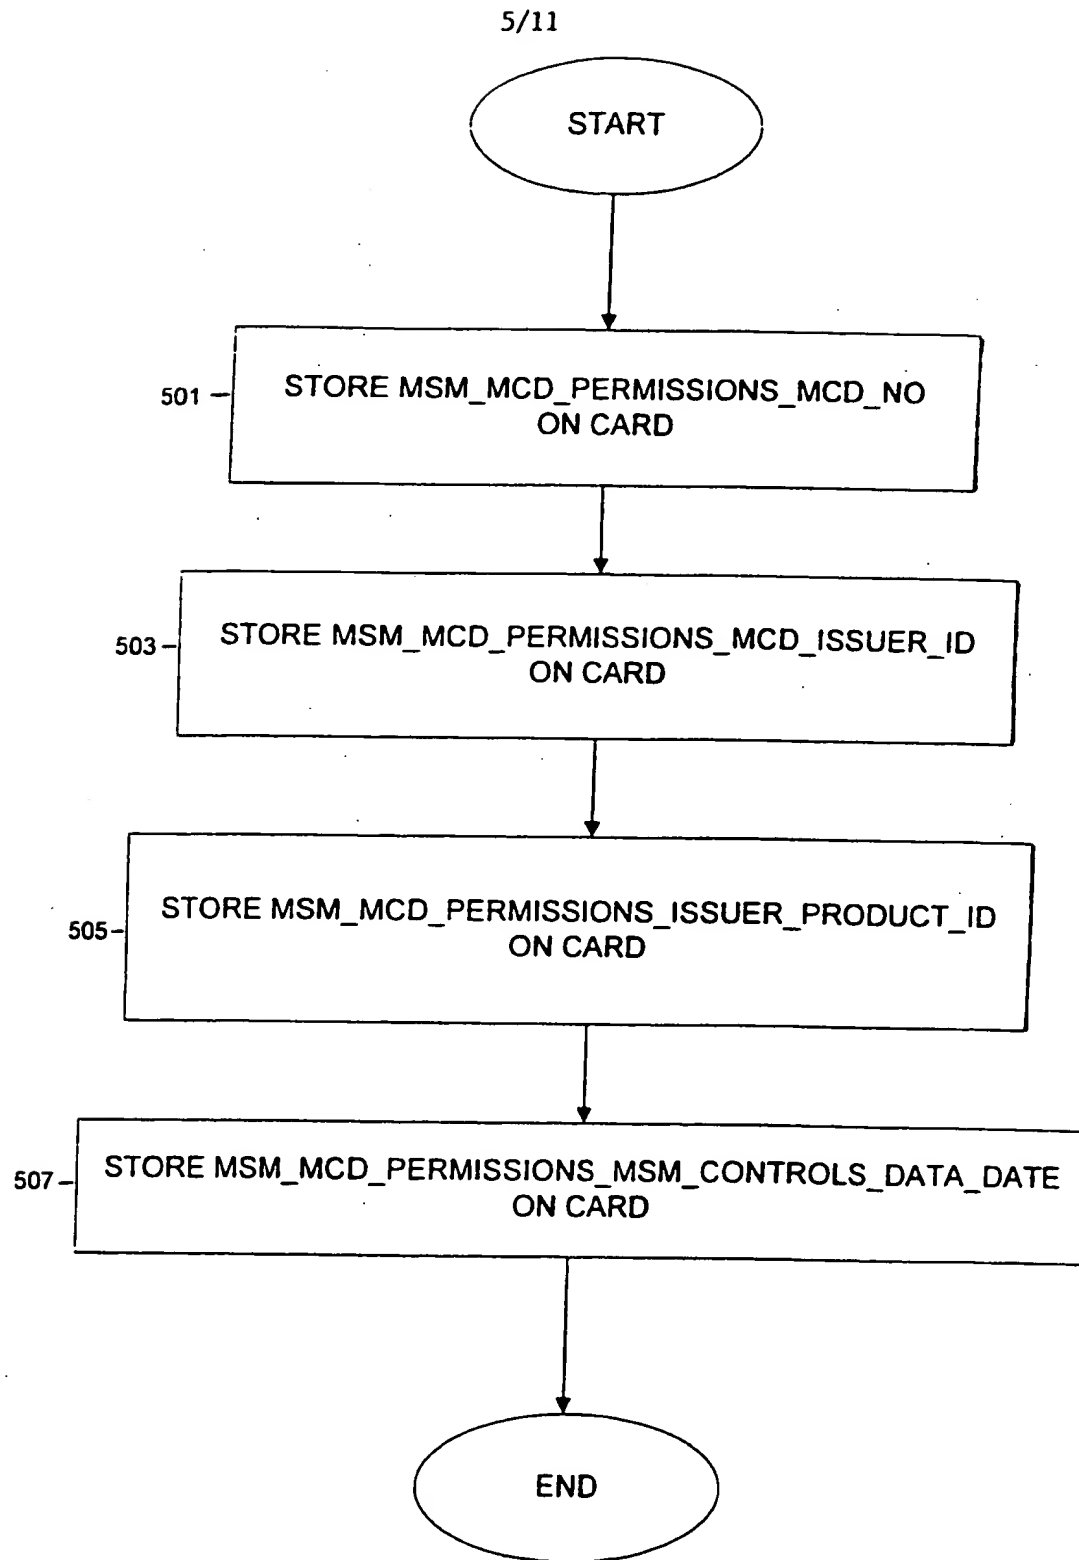 5/11
START
501
STORE MSM_MCD_PERMISSIONS_MCD_NO
ON CARD
503
STORE MSM_MCD_PERMISSIONS_MCD_ISSUER_ID
ON CARD
505
STORE MSM_MCD_PERMISSIONS_ISSUER_PRODUCT_ID
ON CARD
507
STORE MSM_MCD_PERMISSIONS_MSM_CONTROLS_DATA_DATE
ON CARD
END